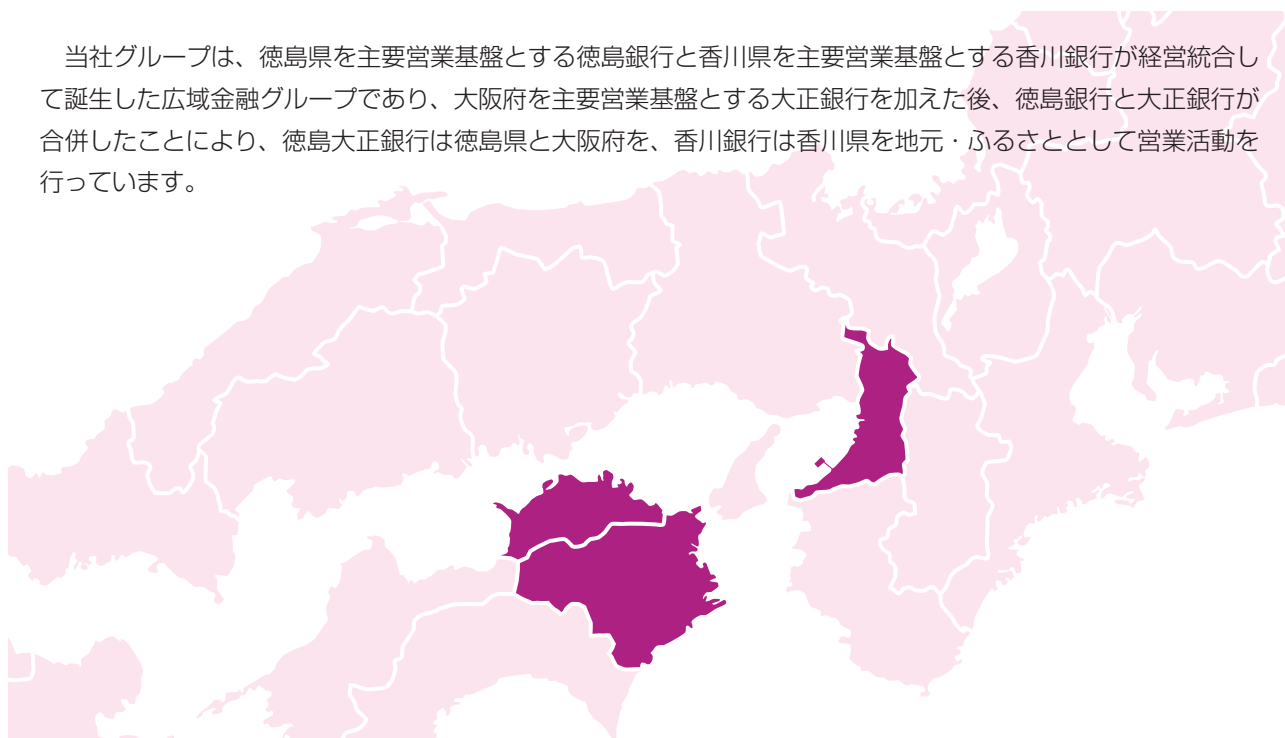 当社グループは、徳島県を主要営業基盤とする徳島銀行と香川県を主要営業基盤とする香川銀行が経営統合し
て誕生した広域金融グループであり、大阪府を主要営業基盤とする大正銀行を加えた後、徳島銀行と大正銀行が
合併したことにより、徳島大正銀行は徳島県と大阪府を、香川銀行は香川県を地元・ふるさととして営業活動を
行っています。